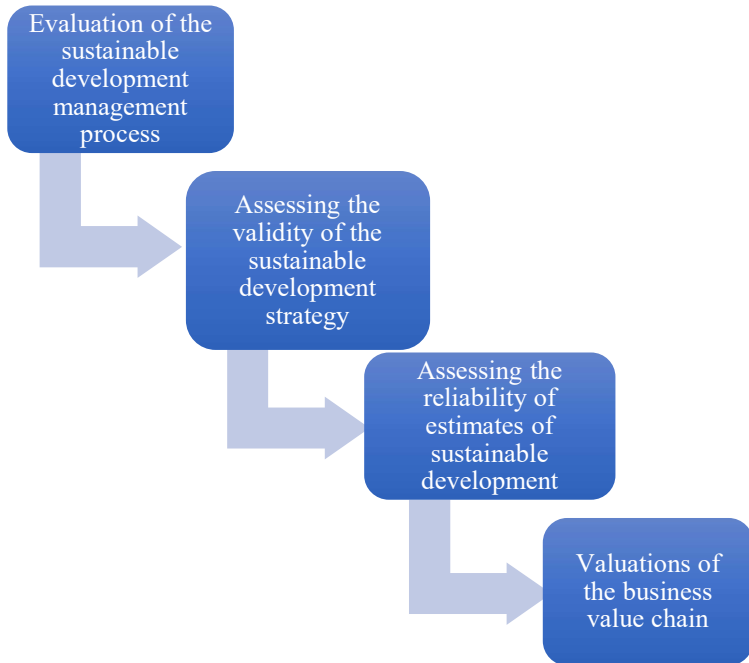 Evaluation of the
sustainable
development
management
process
Assessing the
validity of the
sustainable
development
strategy
Assessing the
reliability of
estimates of
sustainable
development
Valuations of
the business
value chain